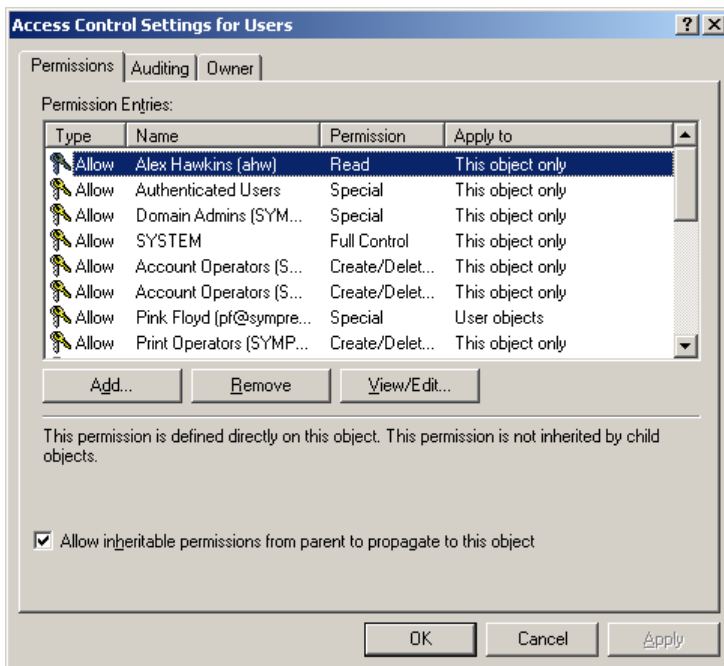 Access Control Settings for Users
Permissions Auditing Owner
Permission Entries:
Type Name Permission Apply to
Allow Alex Hawkins (ahw) Read This object only
Allow Authenticated Users Special This object only
Allow Domain Admins (SYM... Special This object only
Allow SYSTEM Full Control This object only
Allow Account Operators (S... Create/Delet... This object only
Allow Account Operators (S... Create/Delet... This object only
Allow Pink Floyd (pf@sympre... Special User objects
Allow Print Operators (SYMP... Create/Delet... This object only
Add... Remove View/Edit...
This permission is defined directly on this object. This permission is not inherited by child
objects.
Allow inheritable permissions from parent to propagate to this object
OK Cancel Apply